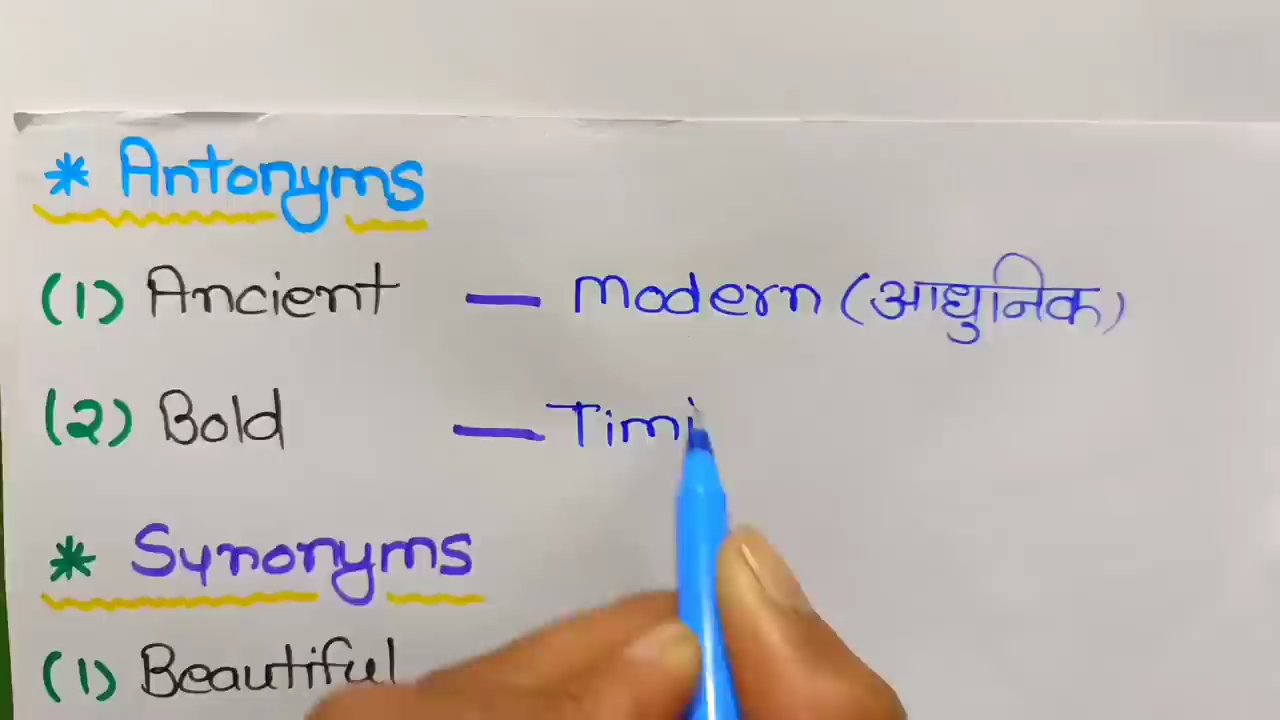 * Antonyms
(1) Ancient — Modern (आधुनिक)
(2) Bold — Timi
* Synonyms
(1) Beautiful